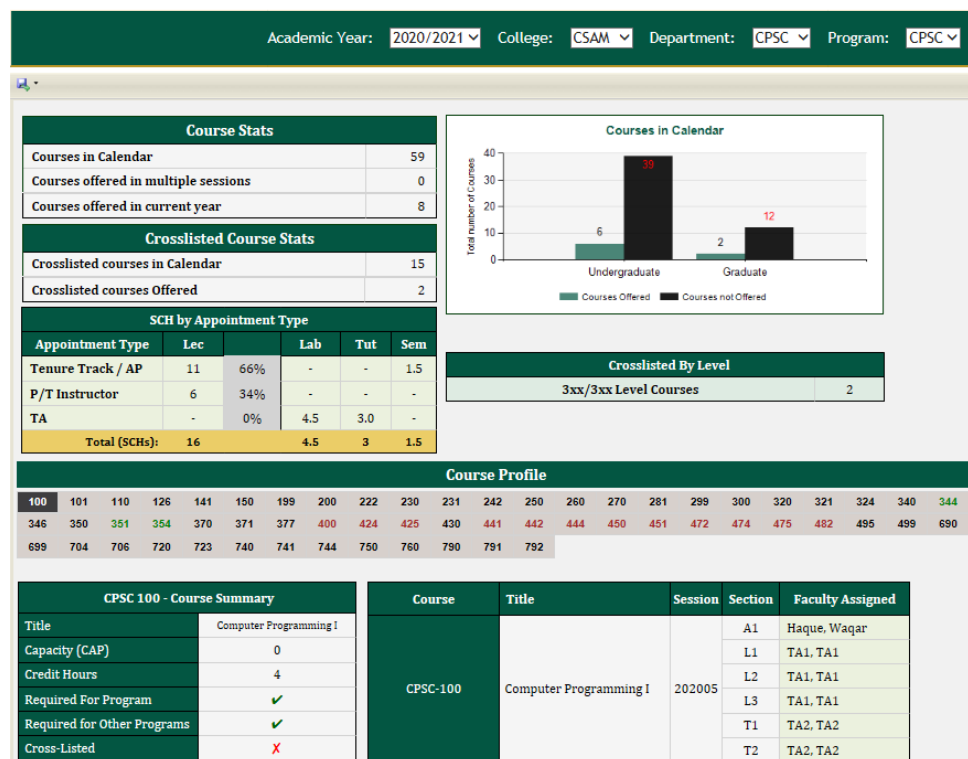 Academic Year: 2020/2021 College: CSAM Department: CPSC Program: CPSC
Course Stats
Courses in Calendar 59
Courses offered in multiple sessions 0
Courses offered in current year 8
Crosslisted Course Stats
Crosslisted courses in Calendar 15
Crosslisted courses Offered 2
SCH by Appointment Type
Appointment Type Lec Lab Tut Sem
Tenure Track / AP 11 66% - - 1.5
P/T Instructor 6 34% - - -
TA - 0% 4.5 3.0 -
Total (SCHs): 16 4.5 3 1.5
Courses in Calendar
Total number of Courses
40
30
20
10
0
6
39
2
12
Undergraduate Graduate
Courses Offered Courses not Offered
Crosslisted By Level
3xx/3xx Level Courses 2
Course Profile
100 101 110 126 141 150 199 200 222 230 231 242 250 260 270 281 299 300 320 321 324 340 344
346 350 351 354 370 371 377 400 424 425 430 441 442 444 450 451 472 474 475 482 495 499 690
699 704 706 720 723 740 741 744 750 760 790 791 792
CPSC 100 - Course Summary
Title Computer Programming I
Capacity (CAP) 0
Credit Hours 4
Required For Program ✔
Required for Other Programs ✔
Cross-Listed ✗
Course Title Session Section Faculty Assigned
CPSC-100 Computer Programming I 202005
A1 Haque, Waqar
L1 TA1, TA1
L2 TA1, TA1
L3 TA1, TA1
T1 TA2, TA2
T2 TA2, TA2